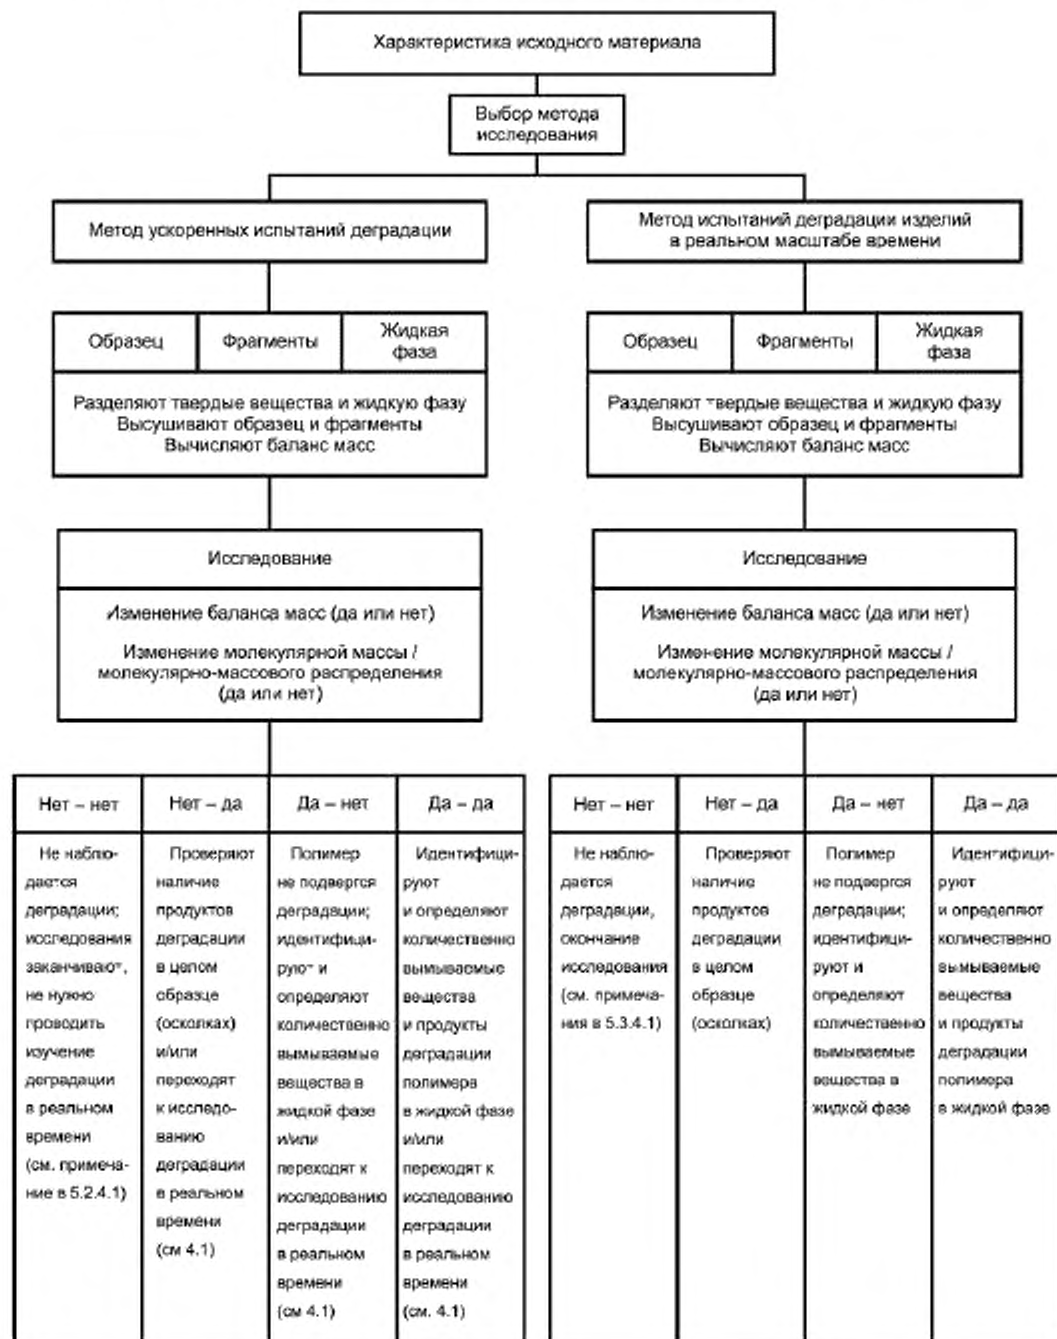 Характеристика исходного материала
Выбор метода
исследования
Метод ускоренных испытаний деградации
Образец
Фрагменты
Жидкая
фаза
Разделяют твердые вещества и жидкую фазу
Высушивают образец и фрагменты
Вычисляют баланс масс
Исследование
Изменение баланса масс (да или нет)
Изменение молекулярной массы /
молекулярно-массового распределения
(да или нет)
Нет – нет
Не наблю-
дается
деградации;
исследования
заканчивают,
не нужно
проводить
изучение
деградации
в реальном
времени
(см. примеча-
ние в 5.2.4.1)
Нет – да
Проверяют
наличие
продуктов
деградации
в целом
образце
(осколках)
и/или
переходят
к исследо-
ванию
деградации
в реальном
времени
(см 4.1)
Да – нет
Полимер
не подвергся
деградации;
идентифици-
руют и
определяют
количественно
вымываемые
вещества в
жидкой фазе
и/или
переходят к
исследованию
деградации
в реальном
времени
(см 4.1)
Да – да
Идентифици-
руют
и определяют
количественно
вымываемые
вещества
и продукты
деградации
полимера
в жидкой фазе
и/или
переходят к
исследованию
деградации
в реальном
времени
(см. 4.1)
Метод испытаний деградации изделий
в реальном масштабе времени
Образец
Фрагменты
Жидкая
фаза
Разделяют твердые вещества и жидкую фазу
Высушивают образец и фрагменты
Вычисляют баланс масс
Исследование
Изменение баланса масс (да или нет)
Изменение молекулярной массы /
молекулярно-массового распределения
(да или нет)
Нет – нет
Не наблю-
дается
деградации,
окончание
исследования
(см. примеча-
ния в 5.3.4.1)
Нет – да
Проверяют
наличие
продуктов
деградации
в целом
образце
(осколках)
Да – нет
Полимер
не подвергся
деградации;
идентифици-
руют и
определяют
количественно
вымываемые
вещества в
жидкой фазе
Да – да
Идентифици-
руют
и определяют
количественно
вымываемые
вещества
и продукты
деградации
полимера
в жидкой фазе